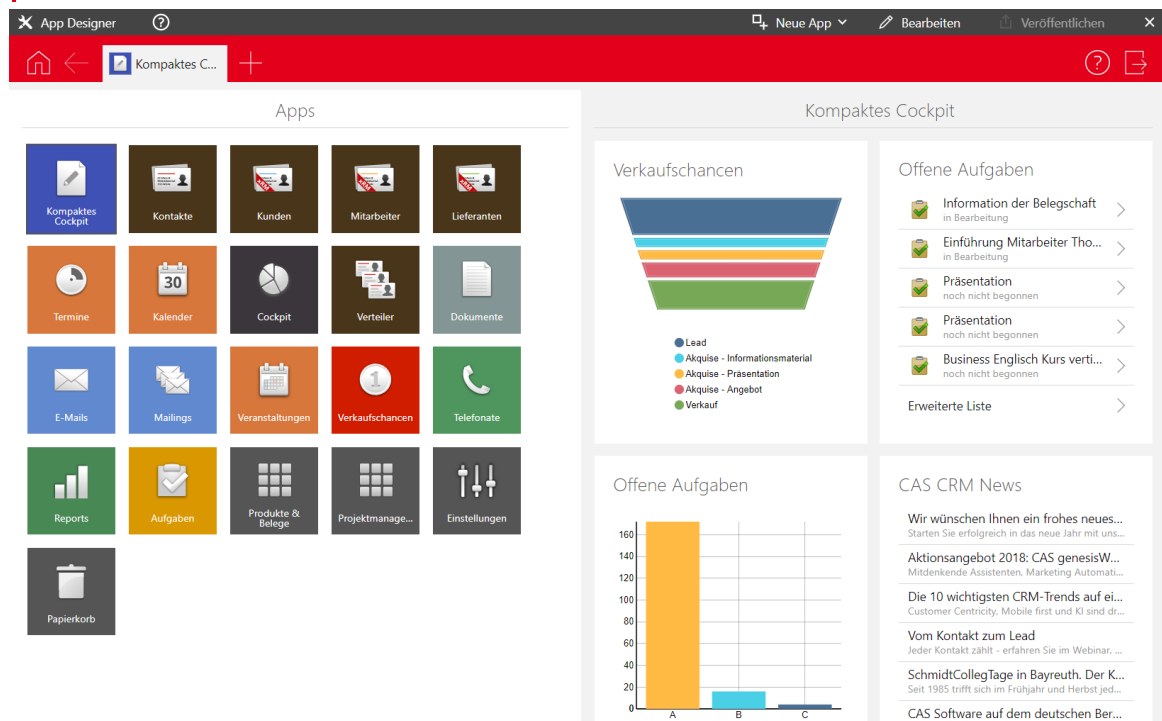 App Designer
Neue App
Bearbeiten
Veröffentlichen
Kompaktes C...
Apps
Kompaktes
Cockpit
Kontakte
Kunden
Mitarbeiter
Lieferanten
Termine
30
Kalender
Cockpit
Verteiler
Dokumente
E-Mails
Mailings
Veranstaltungen
1
Verkaufschancen
Telefonate
Reports
Aufgaben
Produkte &
Belege
Projektmanage...
Einstellungen
Papierkorb
Kompaktes Cockpit
Verkaufschancen
Lead
Akquise - Informationsmaterial
Akquise - Präsentation
Akquise - Angebot
Verkauf
Offene Aufgaben
Information der Belegschaft
in Bearbeitung
Einführung Mitarbeiter Tho...
in Bearbeitung
Präsentation
noch nicht begonnen
Präsentation
noch nicht begonnen
Business Englisch Kurs verti...
noch nicht begonnen
Erweiterte Liste
Offene Aufgaben
160
140
120
100
80
60
40
20
0
A B C
CAS CRM News
Wir wünschen Ihnen ein frohes neues...
Starten Sie erfolgreich in das neue Jahr mit uns...
Aktionsangebot 2018: CAS genesisW...
Mitdenkende Assistenten, Marketing Automati...
Die 10 wichtigsten CRM-Trends auf ei...
Customer Centricity, Mobile first und KI sind dr...
Vom Kontakt zum Lead
Jeder Kontakt zählt - erfahren Sie im Webinar, ...
SchmidtCollegTage in Bayreuth. Der K...
Seit 1985 trifft sich im Frühjahr und Herbst jed...
CAS Software auf dem deutschen Ber...